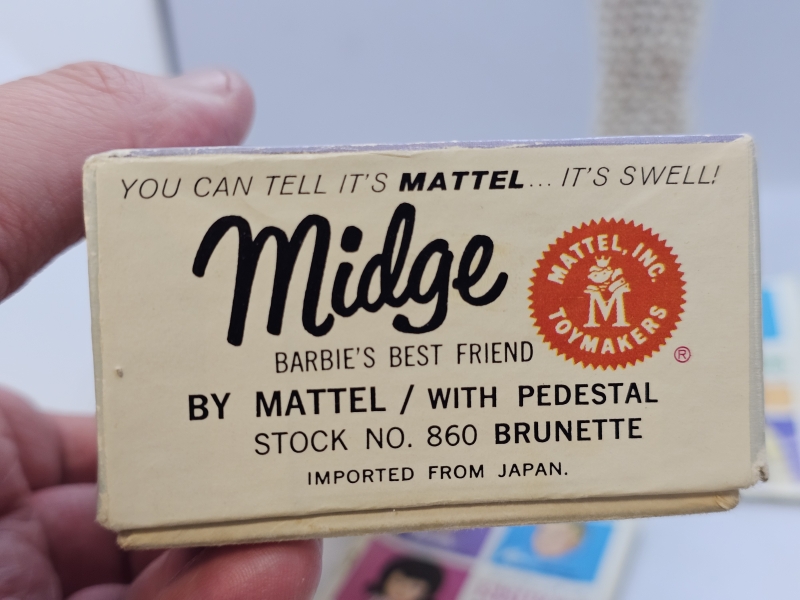 YOU CAN TELL IT'S MATTEL... IT'S SWELL!
Midge
MATTEL, INC.
M
TOYMAKERS
®
BARBIE'S BEST FRIEND
BY MATTEL / WITH PEDESTAL
STOCK NO. 860 BRUNETTE
IMPORTED FROM JAPAN.